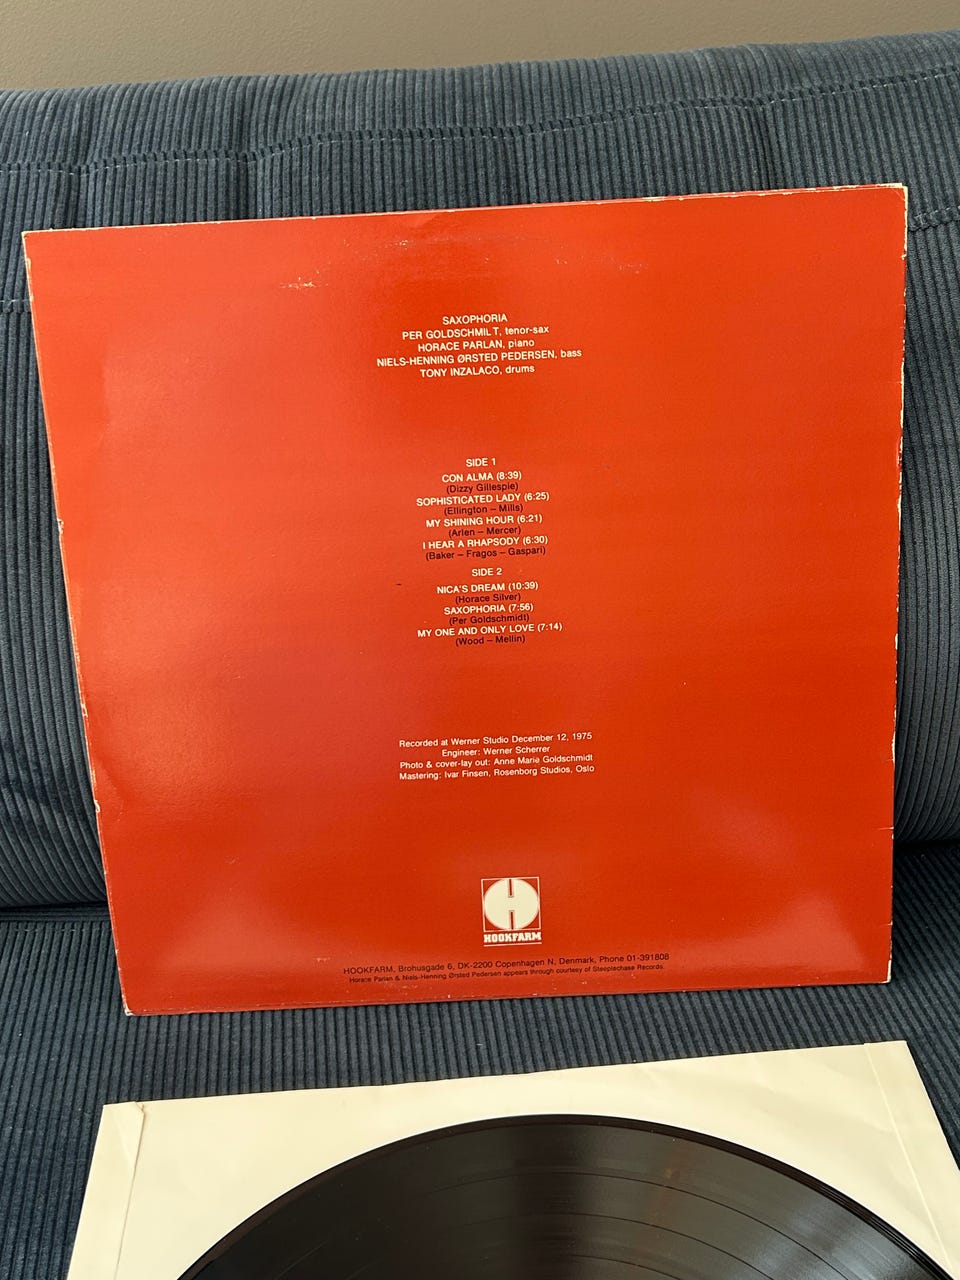 SAXOPHORIA
PER GOLDSCHMILT, tenor-sax
HORACE PARLAN, piano
NIELS-HENNING ØRSTED PEDERSEN, bass
TONY INZALACO, drums
SIDE 1
CON ALMA (8:39)
(Dizzy Gillespie)
SOPHISTICATED LADY (6:25)
(Ellington – Mills)
MY SHINING HOUR (6:21)
(Arlen – Mercer)
I HEAR A RHAPSODY (6:30)
(Baker – Fragos – Gaspari)
SIDE 2
NICA'S DREAM (10:39)
(Horace Silver)
SAXOPHORIA (7:56)
(Per Goldschmidt)
MY ONE AND ONLY LOVE (7:14)
(Wood – Mellin)
Recorded at Werner Studio December 12, 1975
Engineer: Werner Scherrer
Photo & cover-lay out: Anne Marie Goldschmidt
Mastering: Ivar Finsen, Rosenborg Studios, Oslo
H
HOOKFARM
HOOKFARM, Brohusgade 6, DK-2200 Copenhagen N, Denmark, Phone 01-391808
Horace Parlan & Niels-Henning Ørsted Pedersen appears through courtesy of Steeplechase Records.